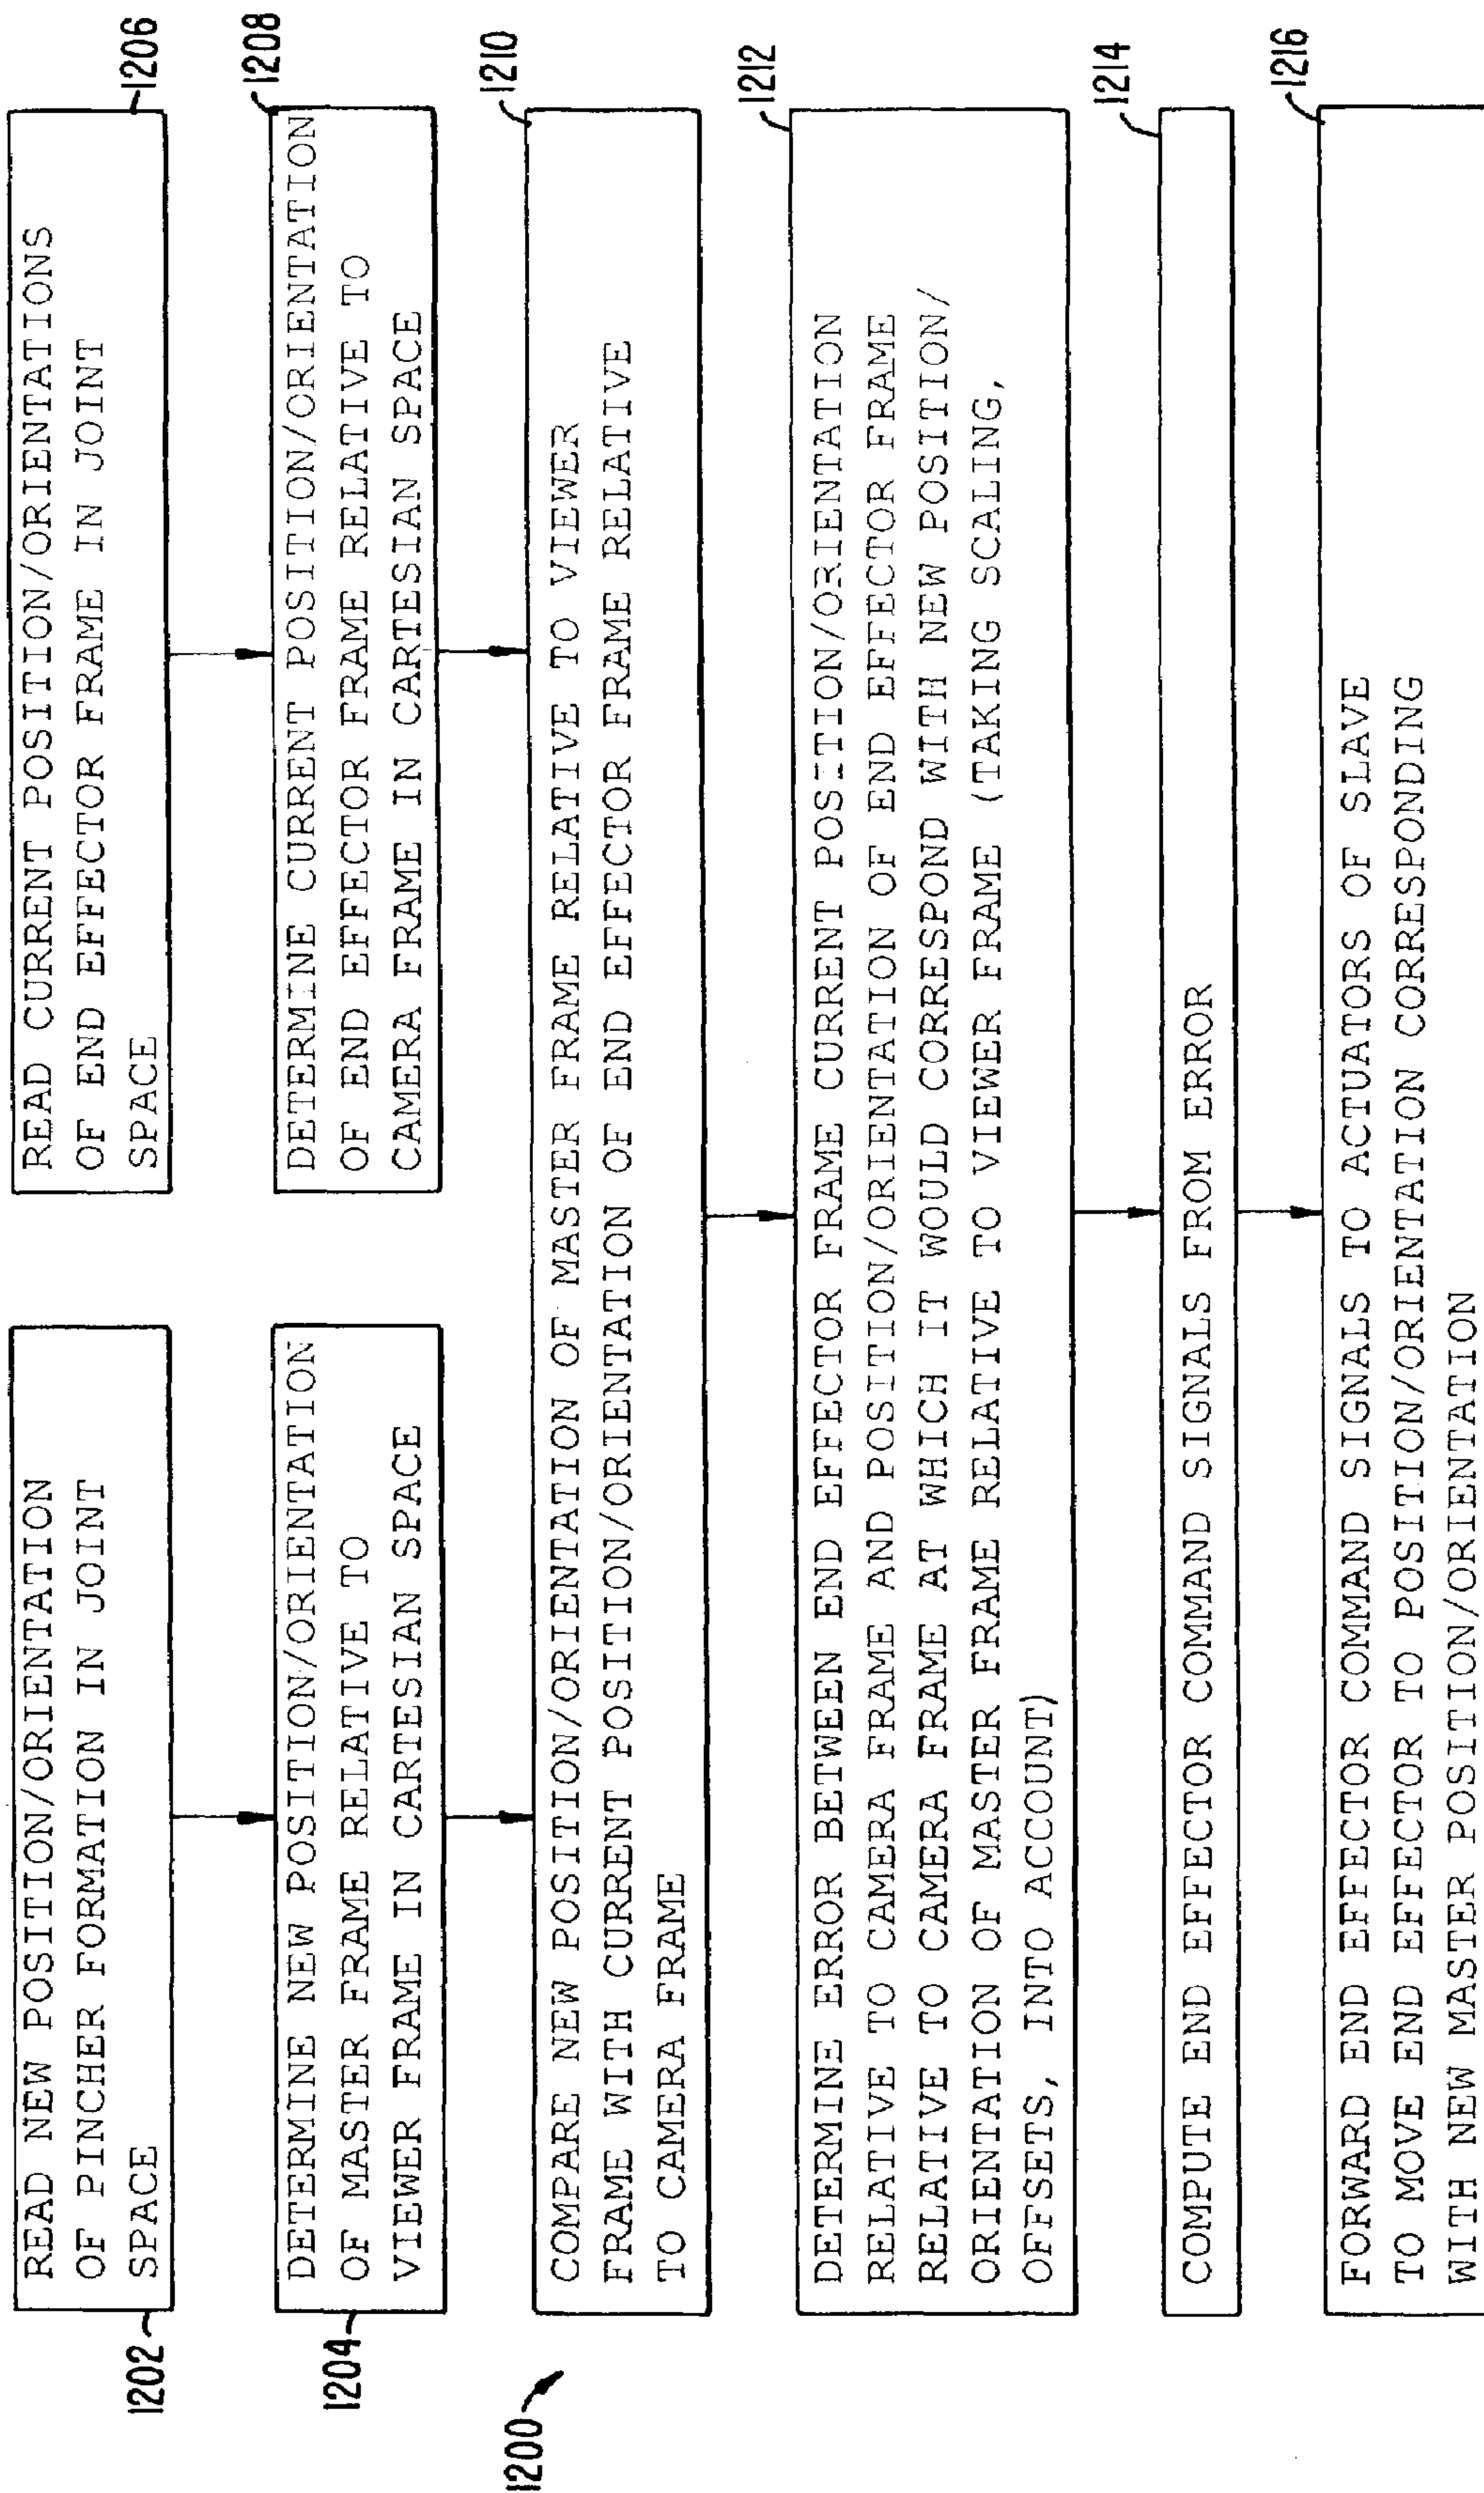 1202
READ NEW POSITION/ORIENTATION
OF PINCHER FORMATION IN JOINT
SPACE
READ CURRENT POSITION/ORIENTATIONS
OF END EFFECTOR FRAME IN JOINT
SPACE
1206
1204
DETERMINE NEW POSITION/ORIENTATION
OF MASTER FRAME RELATIVE TO
VIEWER FRAME IN CARTESIAN SPACE
DETERMINE CURRENT POSITION/ORIENTATION
OF END EFFECTOR FRAME RELATIVE TO
CAMERA FRAME IN CARTESIAN SPACE
1208
1200
COMPARE NEW POSITION/ORIENTATION OF MASTER FRAME RELATIVE TO VIEWER
FRAME WITH CURRENT POSITION/ORIENTATION OF END EFFECTOR FRAME RELATIVE
TO CAMERA FRAME
1210
DETERMINE ERROR BETWEEN END EFFECTOR FRAME CURRENT POSITION/ORIENTATION
RELATIVE TO CAMERA FRAME AND POSITION/ORIENTATION OF END EFFECTOR FRAME
RELATIVE TO CAMERA FRAME AT WHICH IT WOULD CORRESPOND WITH NEW POSITION/
ORIENTATION OF MASTER FRAME RELATIVE TO VIEWER FRAME (TAKING SCALING,
OFFSETS, INTO ACCOUNT)
1212
COMPUTE END EFFECTOR COMMAND SIGNALS FROM ERROR
1214
FORWARD END EFFECTOR COMMAND SIGNALS TO ACTUATORS OF SLAVE
TO MOVE END EFFECTOR TO POSITION/ORIENTATION CORRESPONDING
WITH NEW MASTER POSITION/ORIENTATION
1216